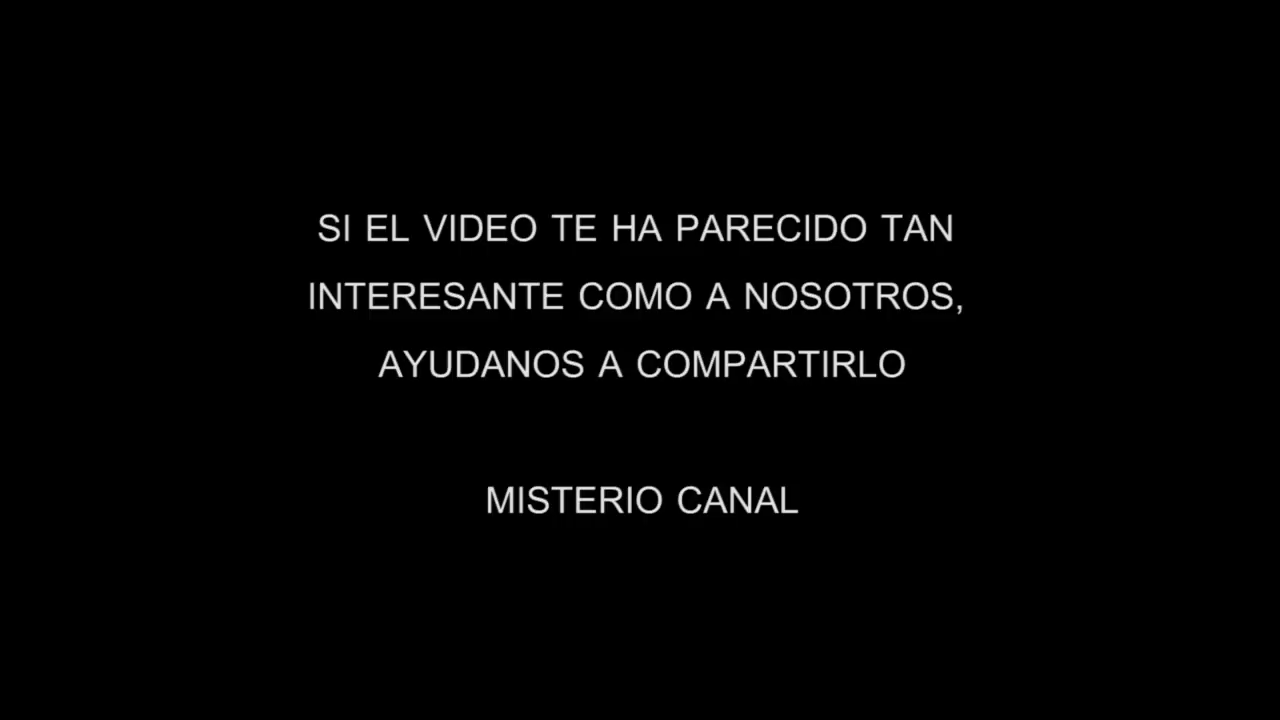 SI EL VIDEO TE HA PARECIDO TAN
INTERESANTE COMO A NOSOTROS,
AYUDANOS A COMPARTIRLO
MISTERIO CANAL